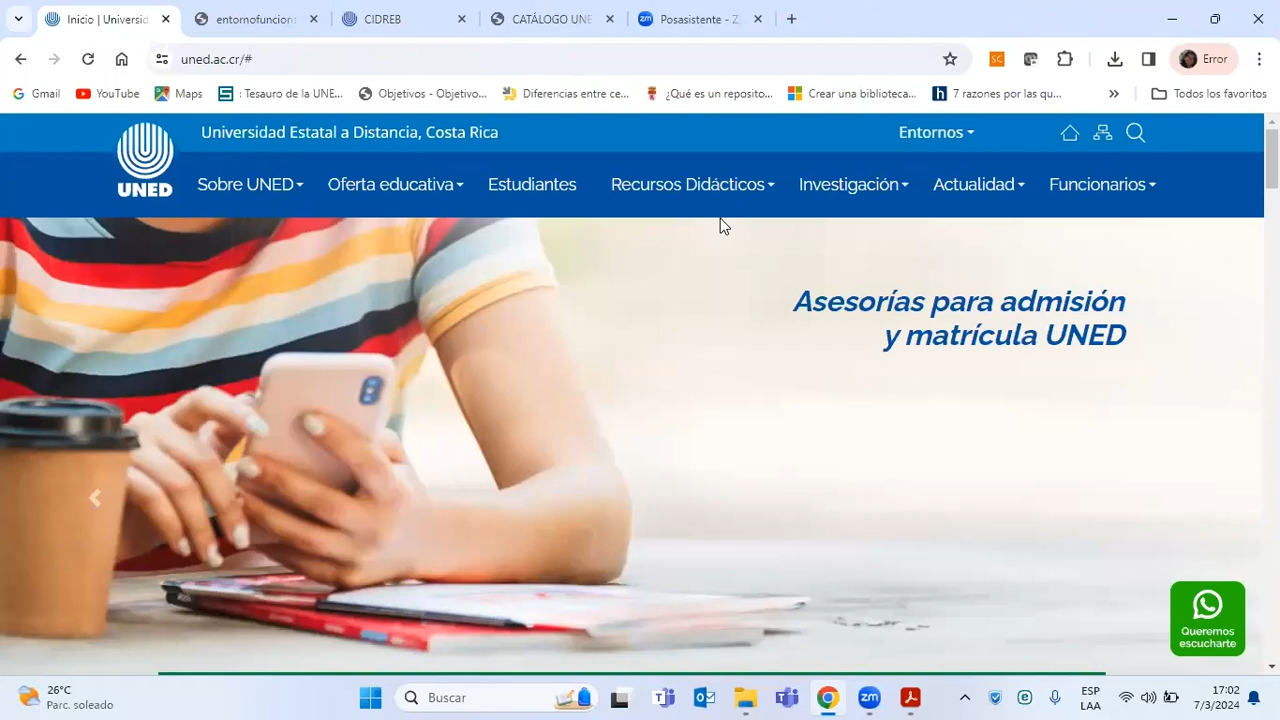 Inicio | Universid
entornofuncion
CIDREB
CATÁLOGO UNE
Posasistente - Z
uned.ac.cr/#
Error
Gmail
YouTube
Maps
: Tesauro de la UNE...
Objetivos - Objetivo...
Diferencias entre ce...
¿Qué es un reposito...
Crear una biblioteca...
7 razones por las qu...
Todos los favoritos
Universidad Estatal a Distancia, Costa Rica
Entornos
UNED
Sobre UNED
Oferta educativa
Estudiantes
Recursos Didácticos
Investigación
Actualidad
Funcionarios
Asesorías para admisión
y matrícula UNED
Queremos
escucharte
26°C
Parc. soleado
Buscar
ESP
LAA
17:02
7/3/2024